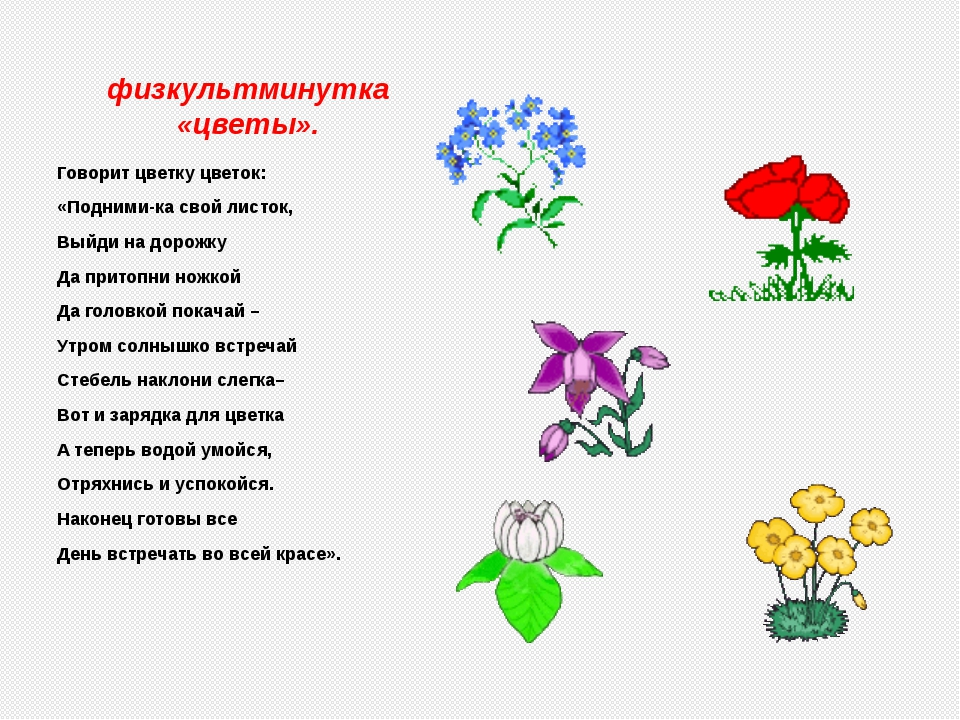 физкультминутка
«цветы».
Говорит цветку цветок:
«Подними-ка свой листок,
Выйди на дорожку
Да притопни ножкой
Да головкой покачай –
Утром солнышко встречай
Стебель наклони слегка–
Вот и зарядка для цветка
А теперь водой умойся,
Отряхнись и успокойся.
Наконец готовы все
День встречать во всей красе».